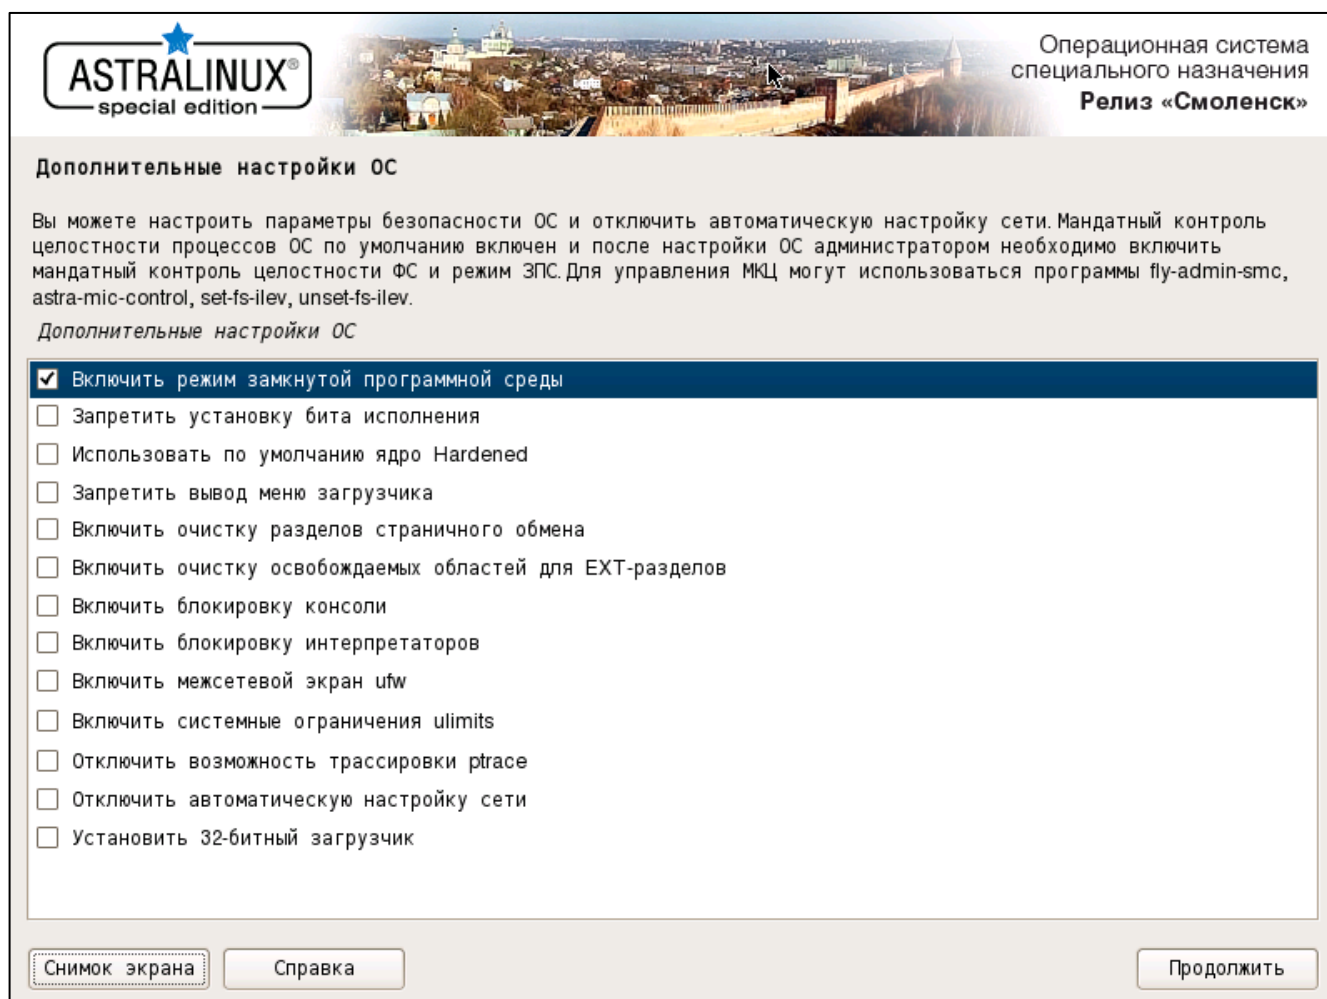 ASTRALINUX®
special edition
Операционная система
специального назначения
Релиз «Смоленск»
Дополнительные настройки ОС
Вы можете настроить параметры безопасности ОС и отключить автоматическую настройку сети. Мандатный контроль
целостности процессов ОС по умолчанию включен и после настройки ОС администратором необходимо включить
мандатный контроль целостности ФС и режим ЗПС. Для управления МКЦ могут использоваться программы fly-admin-smc,
astra-mic-control, set-fs-ilev, unset-fs-ilev.
Дополнительные настройки ОС
Включить режим замкнутой программной среды
Запретить установку бита исполнения
Использовать по умолчанию ядро Hardened
Запретить вывод меню загрузчика
Включить очистку разделов страничного обмена
Включить очистку освобождаемых областей для EXT-разделов
Включить блокировку консоли
Включить блокировку интерпретаторов
Включить межсетевой экран ufw
Включить системные ограничения ulimits
Отключить возможность трассировки ptrace
Отключить автоматическую настройку сети
Установить 32-битный загрузчик
Снимок экрана
Справка
Продолжить